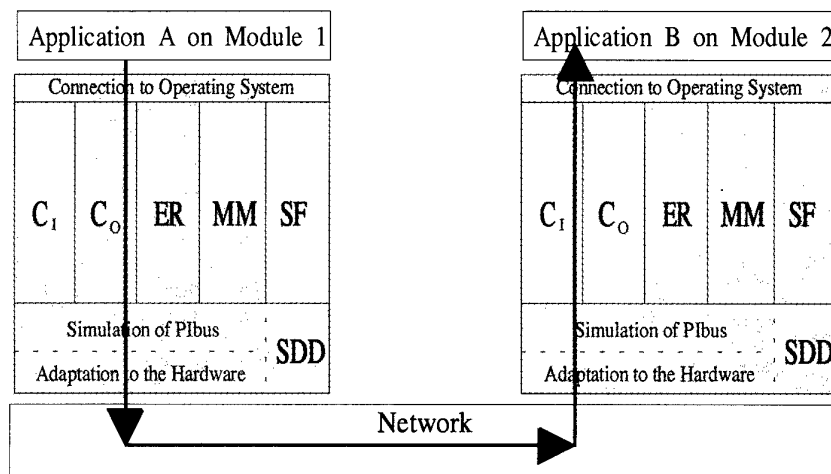 Application A on Module 1
Connection to Operating System
C_I C_O ER MM SF
Simulation of PIbus
SDD
Adaptation to the Hardware
Application B on Module 2
Connection to Operating System
C_I C_O ER MM SF
Simulation of PIbus
SDD
Adaptation to the Hardware
Network